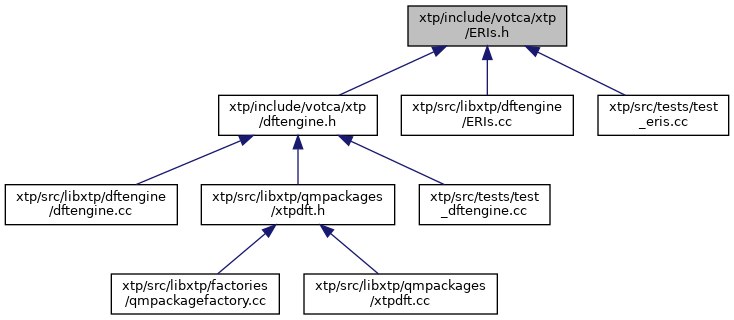 xtp/include/votca/xtp
/ERIs.h
xtp/include/votca/xtp
/dftengine.h
xtp/src/libxtp/dftengine
/ERIs.cc
xtp/src/tests/test
_eris.cc
xtp/src/libxtp/dftengine
/dftengine.cc
xtp/src/libxtp/qmpackages
/xtpdft.h
xtp/src/tests/test
_dftengine.cc
xtp/src/libxtp/factories
/qmpackagefactory.cc
xtp/src/libxtp/qmpackages
/xtpdft.cc